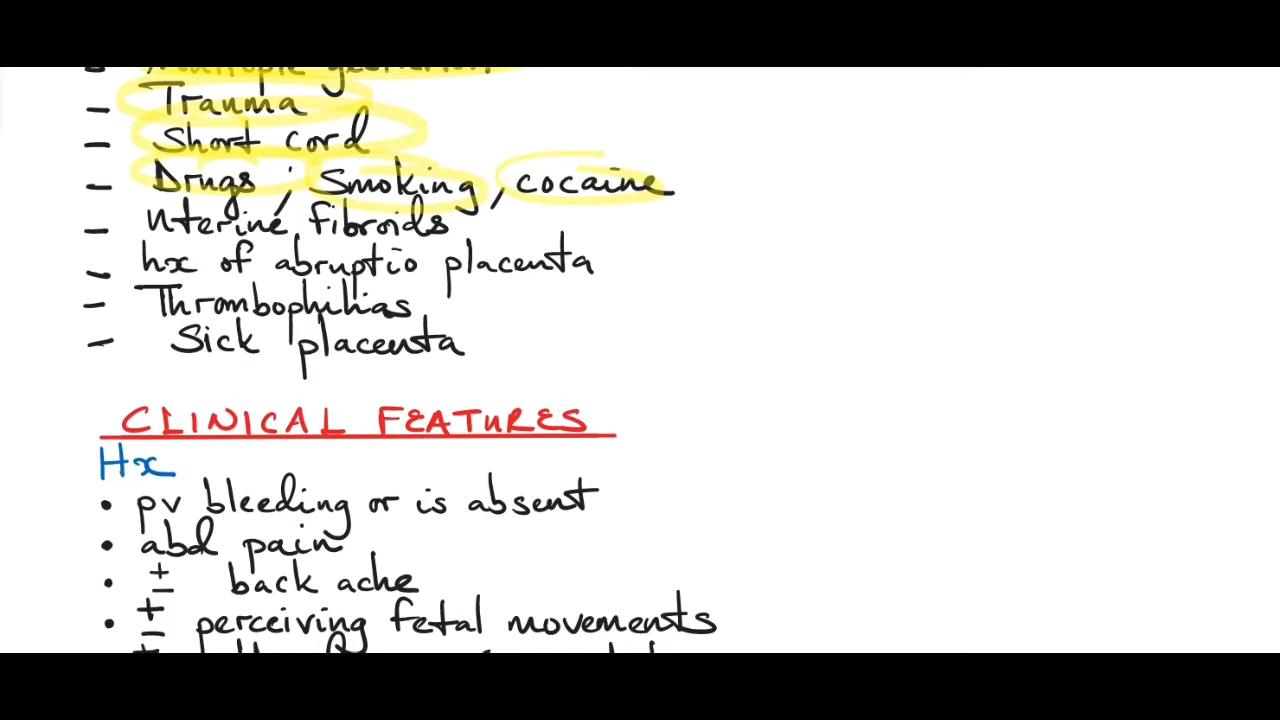 - Trauma
- Short cord
- Drugs ; Smoking, cocaine
- Uterine fibroids
- hx of abruptio placenta
- Thrombophilias
- Sick placenta
CLINICAL FEATURES
Hx
• pv bleeding or is absent
• abd pain
• ± back ache
• ± perceiving fetal movements